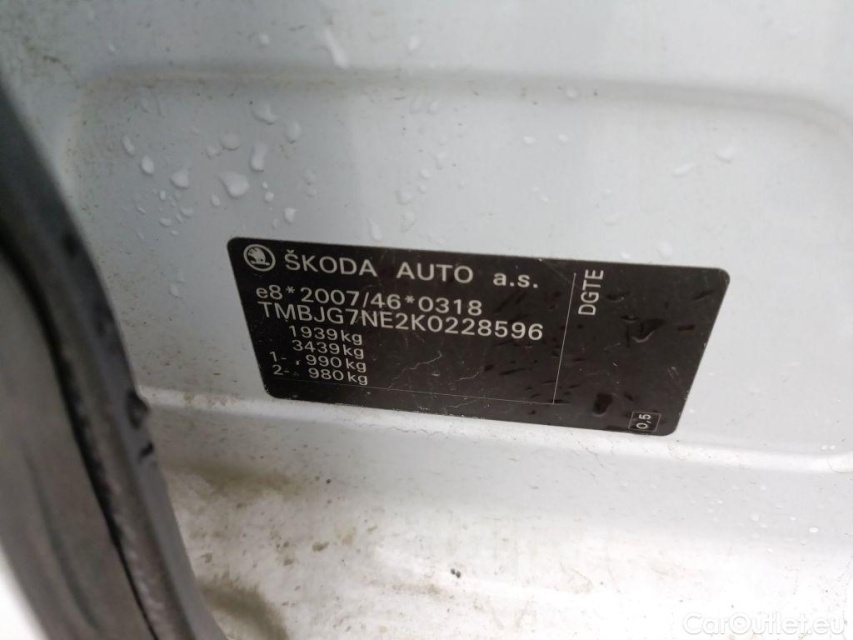 ŠKODA AUTO a.s.
e8*2007/46*0318
TMBJG7NE2K0228596
1939kg
3439kg
1- 990kg
2- 980kg
DGTE
0,5
CarOutlet.eu